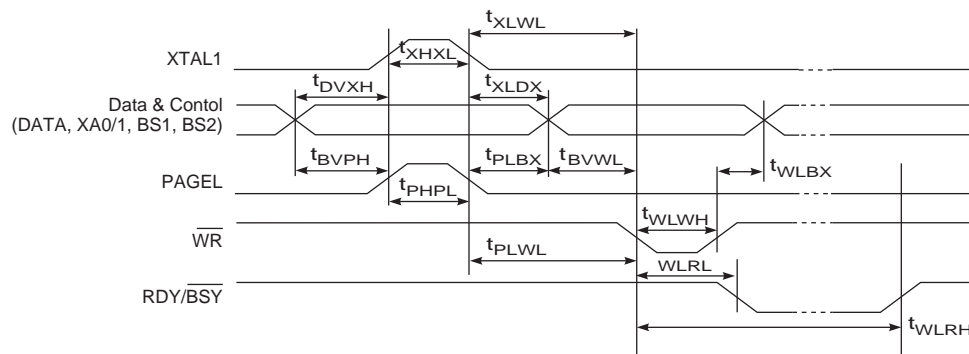 tXLWL
XTAL1
tXHXL
tDVXH
tXLDX
Data & Contol
(DATA, XA0/1, BS1, BS2)
tBVPH
tPLBX
tBVWL
tWLBX
PAGEL
tPHPL
WR
tWLWH
tPLWL
WLRL
RDY/BSY
tWLRH